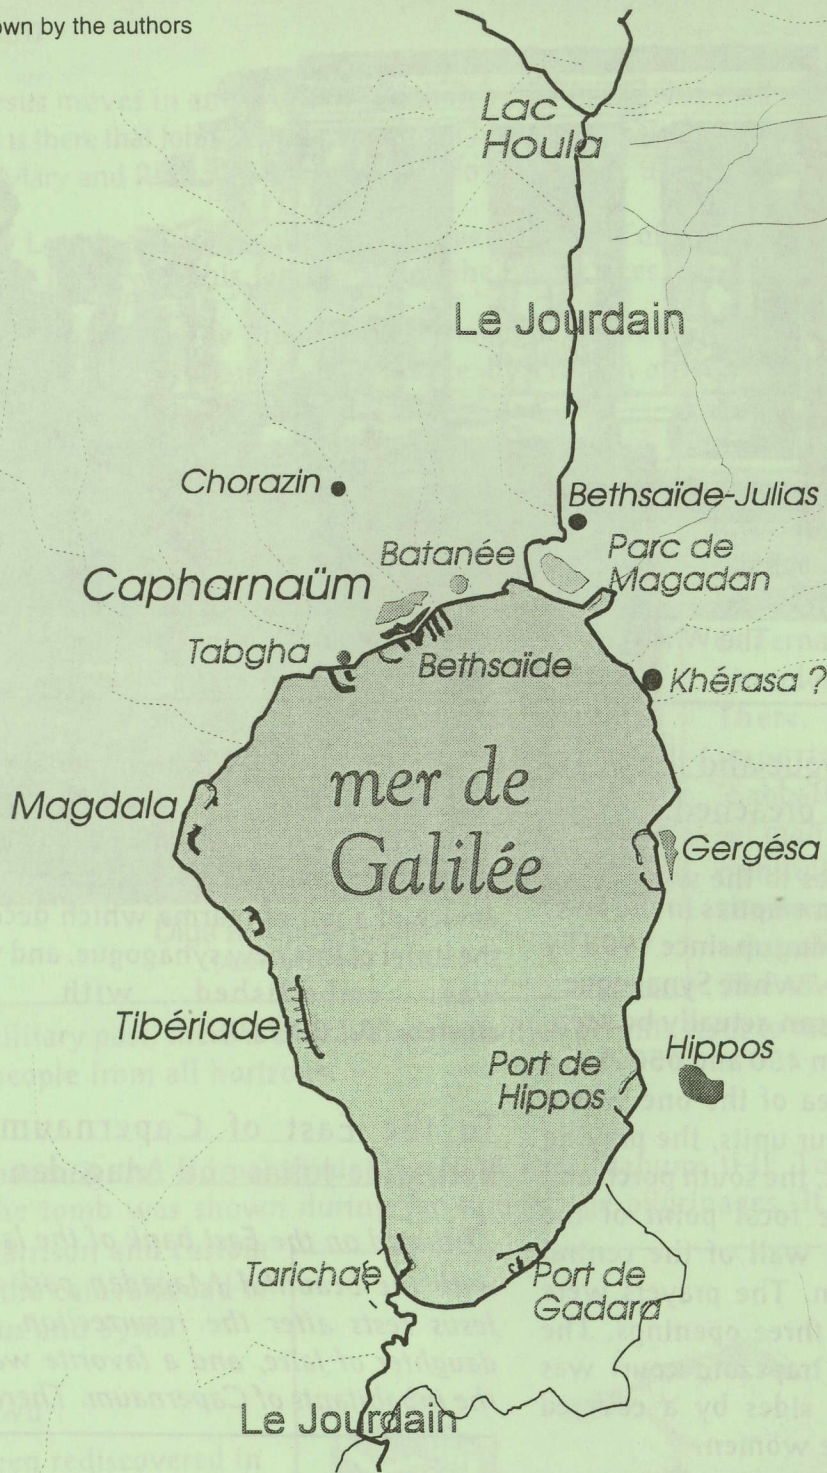 own by the authors
Lac
Houla
Le Jourdain
Chorazin
Bethsaïde-Julias
Batanée
Parc de
Magadan
Capharnaüm
Tabgha
Bethsaïde
Khérasa ?
mer de
Galilée
Magdala
Gergésa
Tibériade
Hippos
Port de
Hippos
Tarichae
Port de
Gadara
Le Jourdain